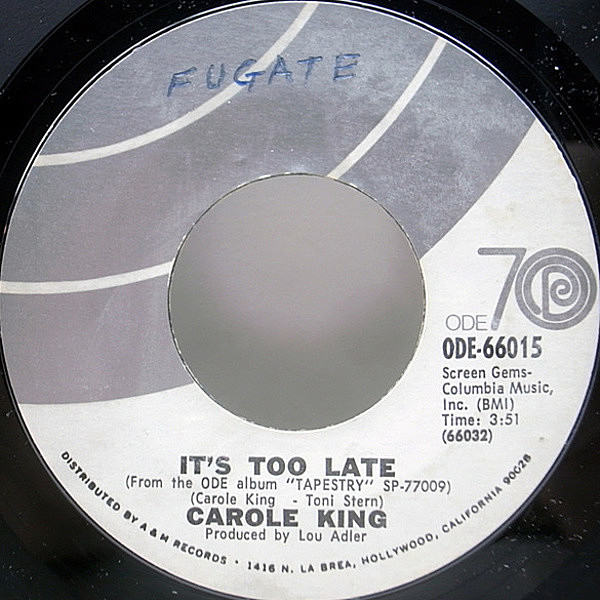 FUGATE
ODE 70
ODE-66015
Screen Gems-
Columbia Music,
Inc. (BMI)
Time: 3:51
(66032)
IT'S TOO LATE
(From the ODE album "TAPESTRY" SP-77009)
(Carole King - Toni Stern)
CAROLE KING
Produced by Lou Adler
DISTRIBUTED BY A & M RECORDS · 1416 N. LA BREA, HOLLYWOOD, CALIFORNIA 90028